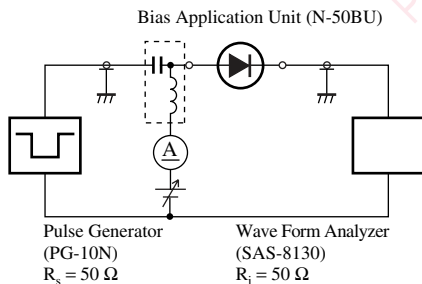 Bias Application Unit (N-50BU)
A
Pulse Generator
(PG-10N)
Rs = 50 Ω
Wave Form Analyzer
(SAS-8130)
Ri = 50 Ω